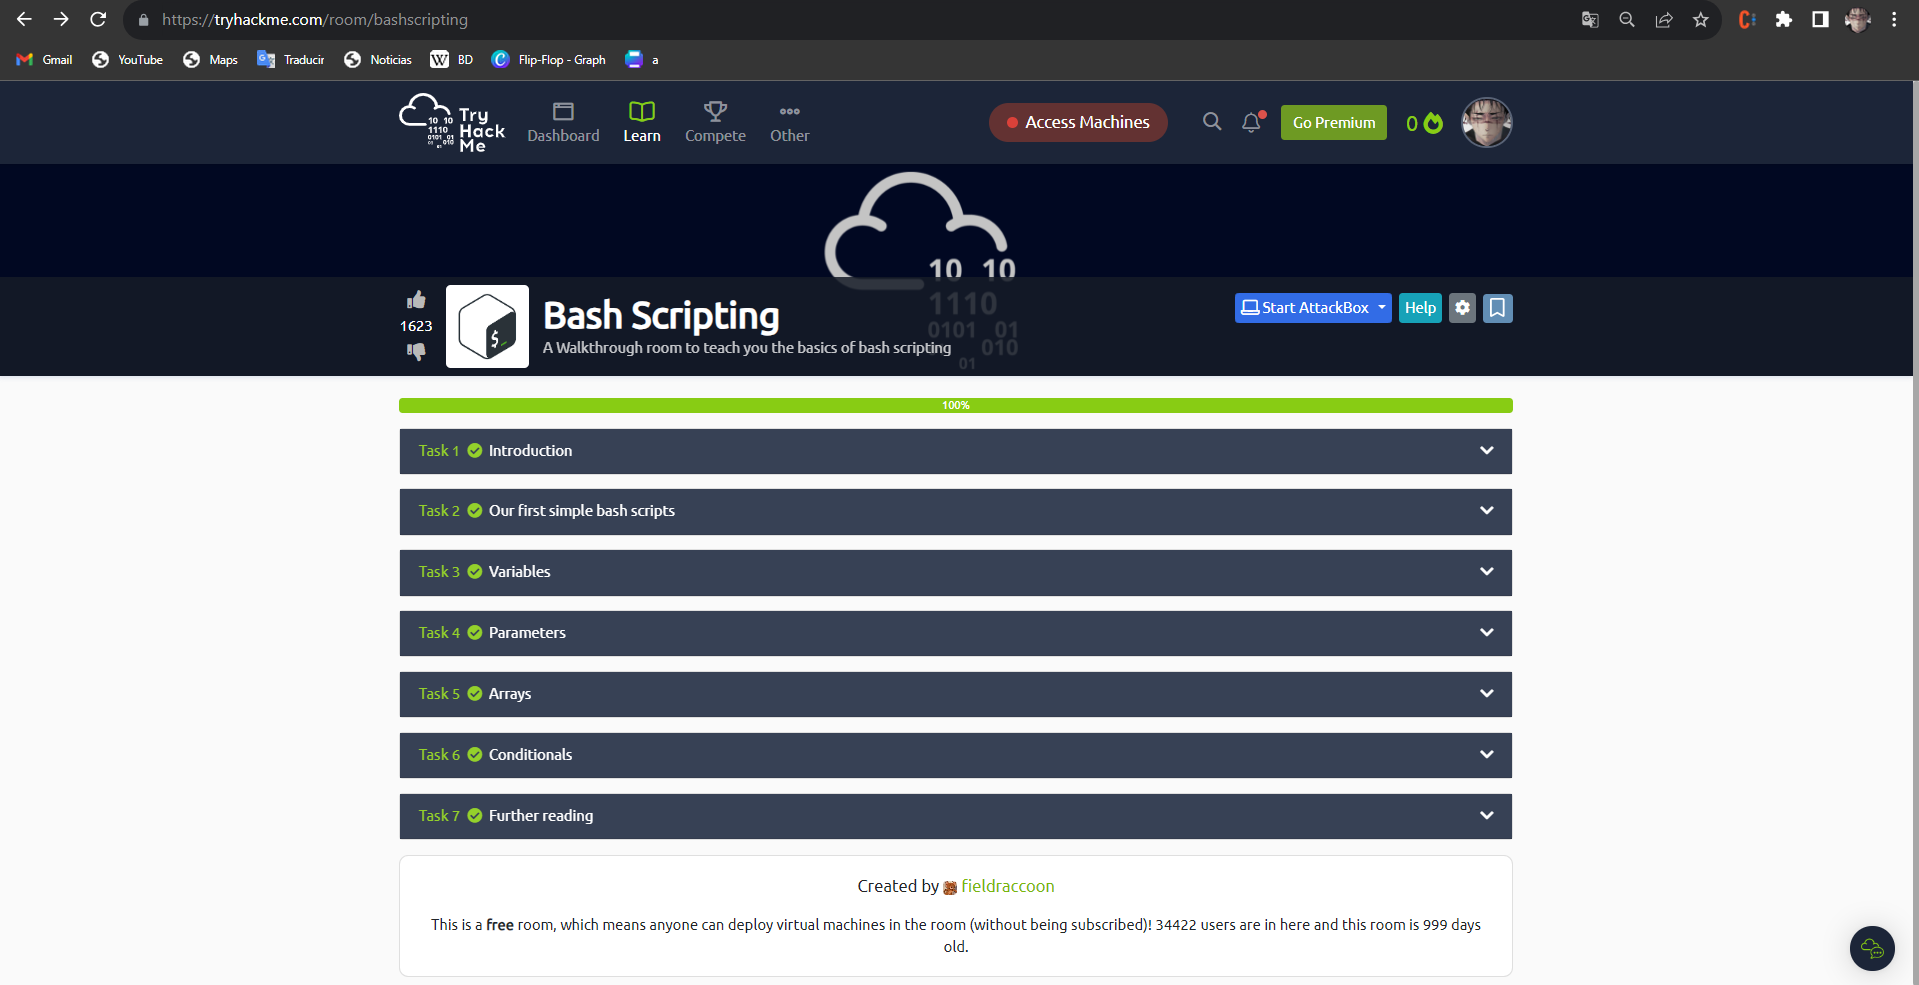 https://tryhackme.com/room/bashscripting
Gmail YouTube Maps Traducir Noticias W BD Flip-Flop - Graph a
Try
Hack
Me
Dashboard Learn Compete Other Access Machines Go Premium 0
10 10
1110
0101 01
010
01
1623
Bash Scripting
A Walkthrough room to teach you the basics of bash scripting
Start AttackBox Help
100%
Task 1 Introduction
Task 2 Our first simple bash scripts
Task 3 Variables
Task 4 Parameters
Task 5 Arrays
Task 6 Conditionals
Task 7 Further reading
Created by fieldraccoon
This is a free room, which means anyone can deploy virtual machines in the room (without being subscribed)! 34422 users are in here and this room is 999 days
old.